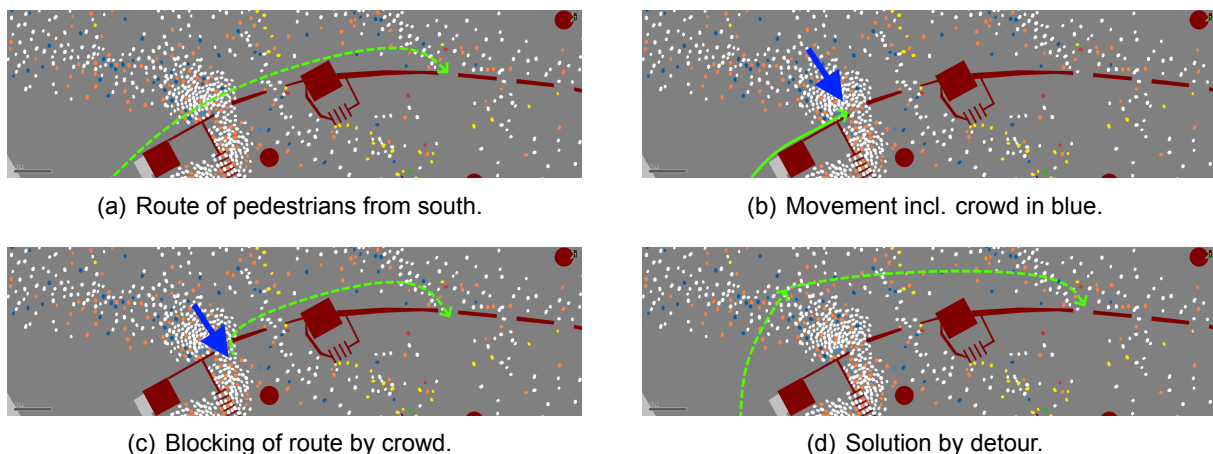 (a) Route of pedestrians from south.
(b) Movement incl. crowd in blue.
(c) Blocking of route by crowd.
(d) Solution by detour.